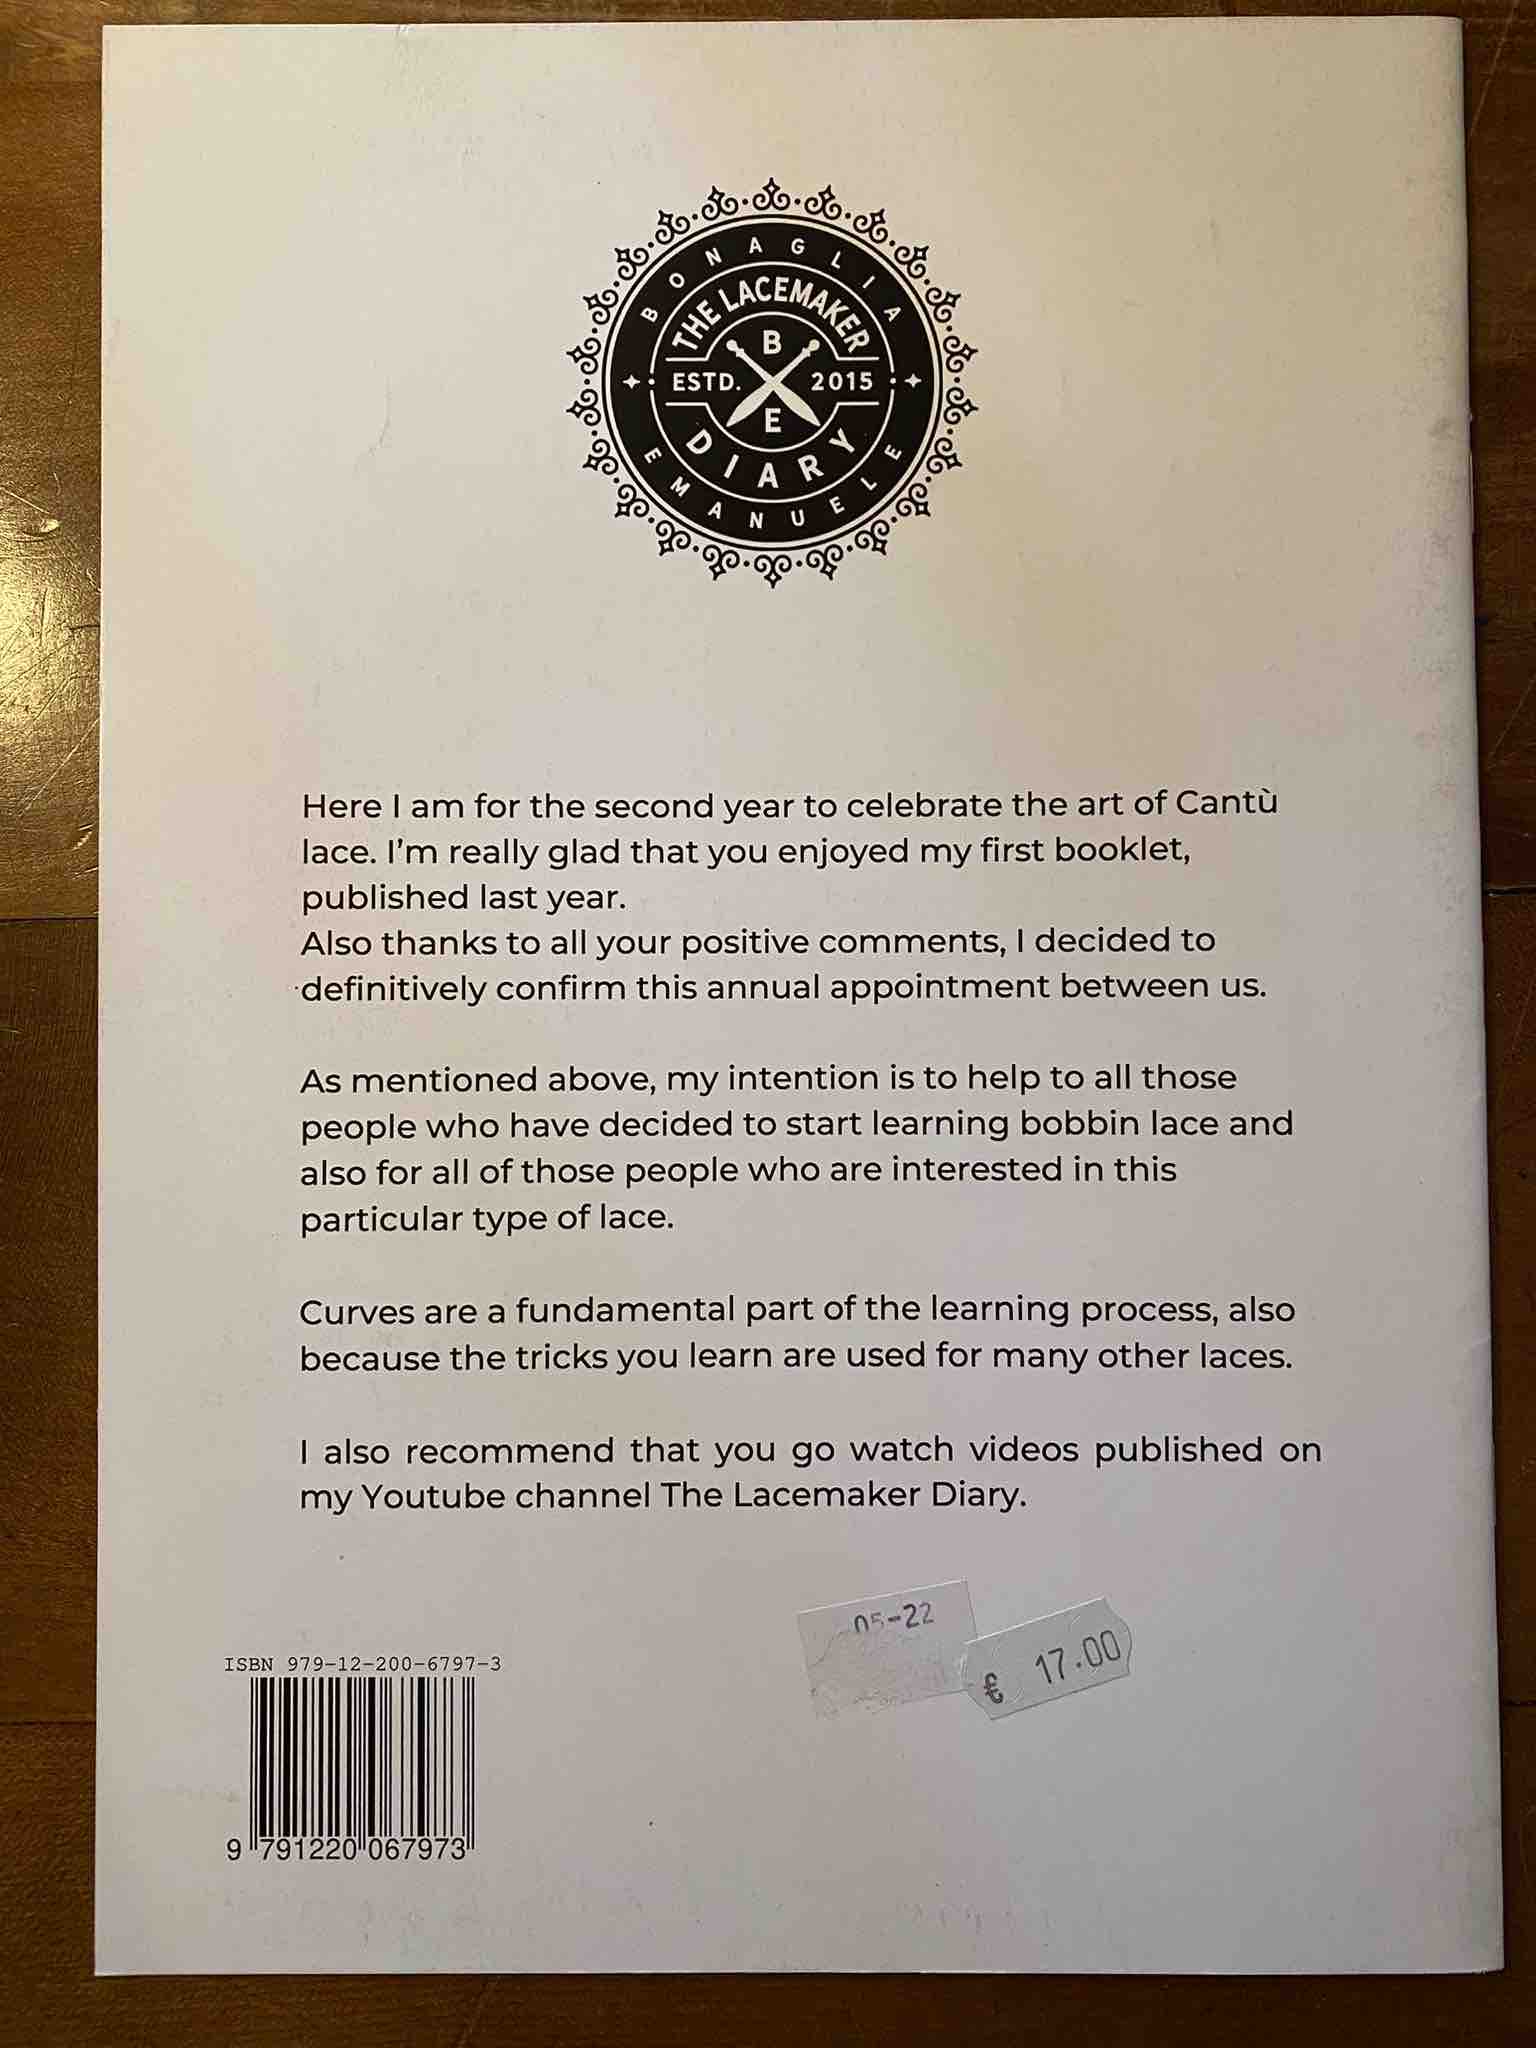 BONAGLIA
THE LACEMAKER
B
ESTD. 2015
E
DIARY
EMANUELE
Here I am for the second year to celebrate the art of Cantù
lace. I'm really glad that you enjoyed my first booklet,
published last year.
Also thanks to all your positive comments, I decided to
definitively confirm this annual appointment between us.
As mentioned above, my intention is to help to all those
people who have decided to start learning bobbin lace and
also for all of those people who are interested in this
particular type of lace.
Curves are a fundamental part of the learning process, also
because the tricks you learn are used for many other laces.
I also recommend that you go watch videos published on
my Youtube channel The Lacemaker Diary.
05-22
€ 17.00
ISBN 979-12-200-6797-3
9 791220 067973